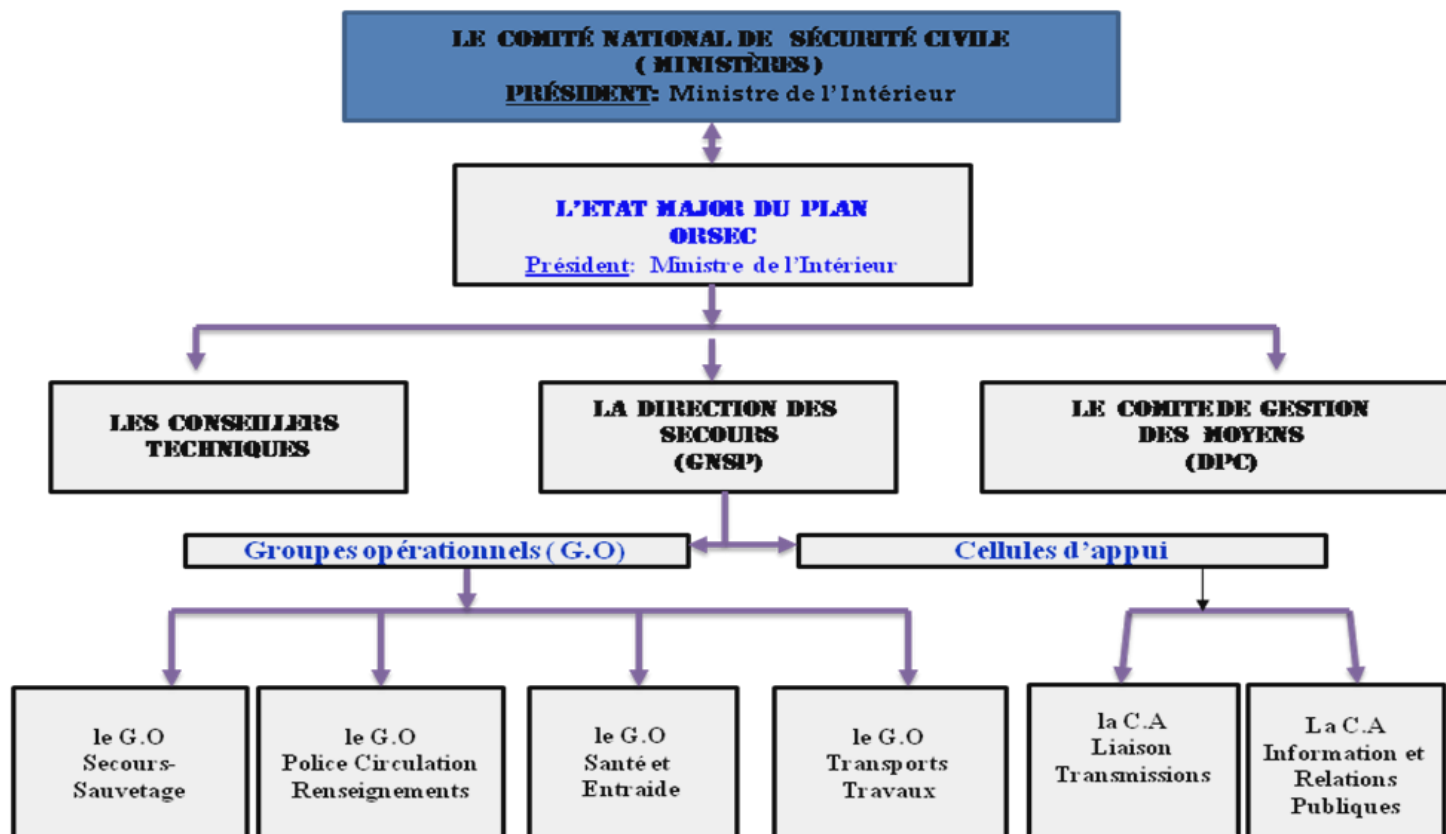 LE COMITÉ NATIONAL DE SÉCURITÉ CIVILE
( MINISTÈRES )
PRÉSIDENT: Ministre de l'Intérieur
L'ETAT MAJOR DU PLAN
ORSEC
Président: Ministre de l'Intérieur
LES CONSEILLERS
TECHNIQUES
LA DIRECTION DES
SECOURS
(GNSP)
LE COMITE DE GESTION
DES MOYENS
(DPC)
Groupes opérationnels ( G.O)
Cellules d'appui
le G.O
Secours-
Sauvetage
le G.O
Police Circulation
Renseignements
le G.O
Santé et
Entraide
le G.O
Transports
Travaux
la C.A
Liaison
Transmissions
La C.A
Information et
Relations
Publiques